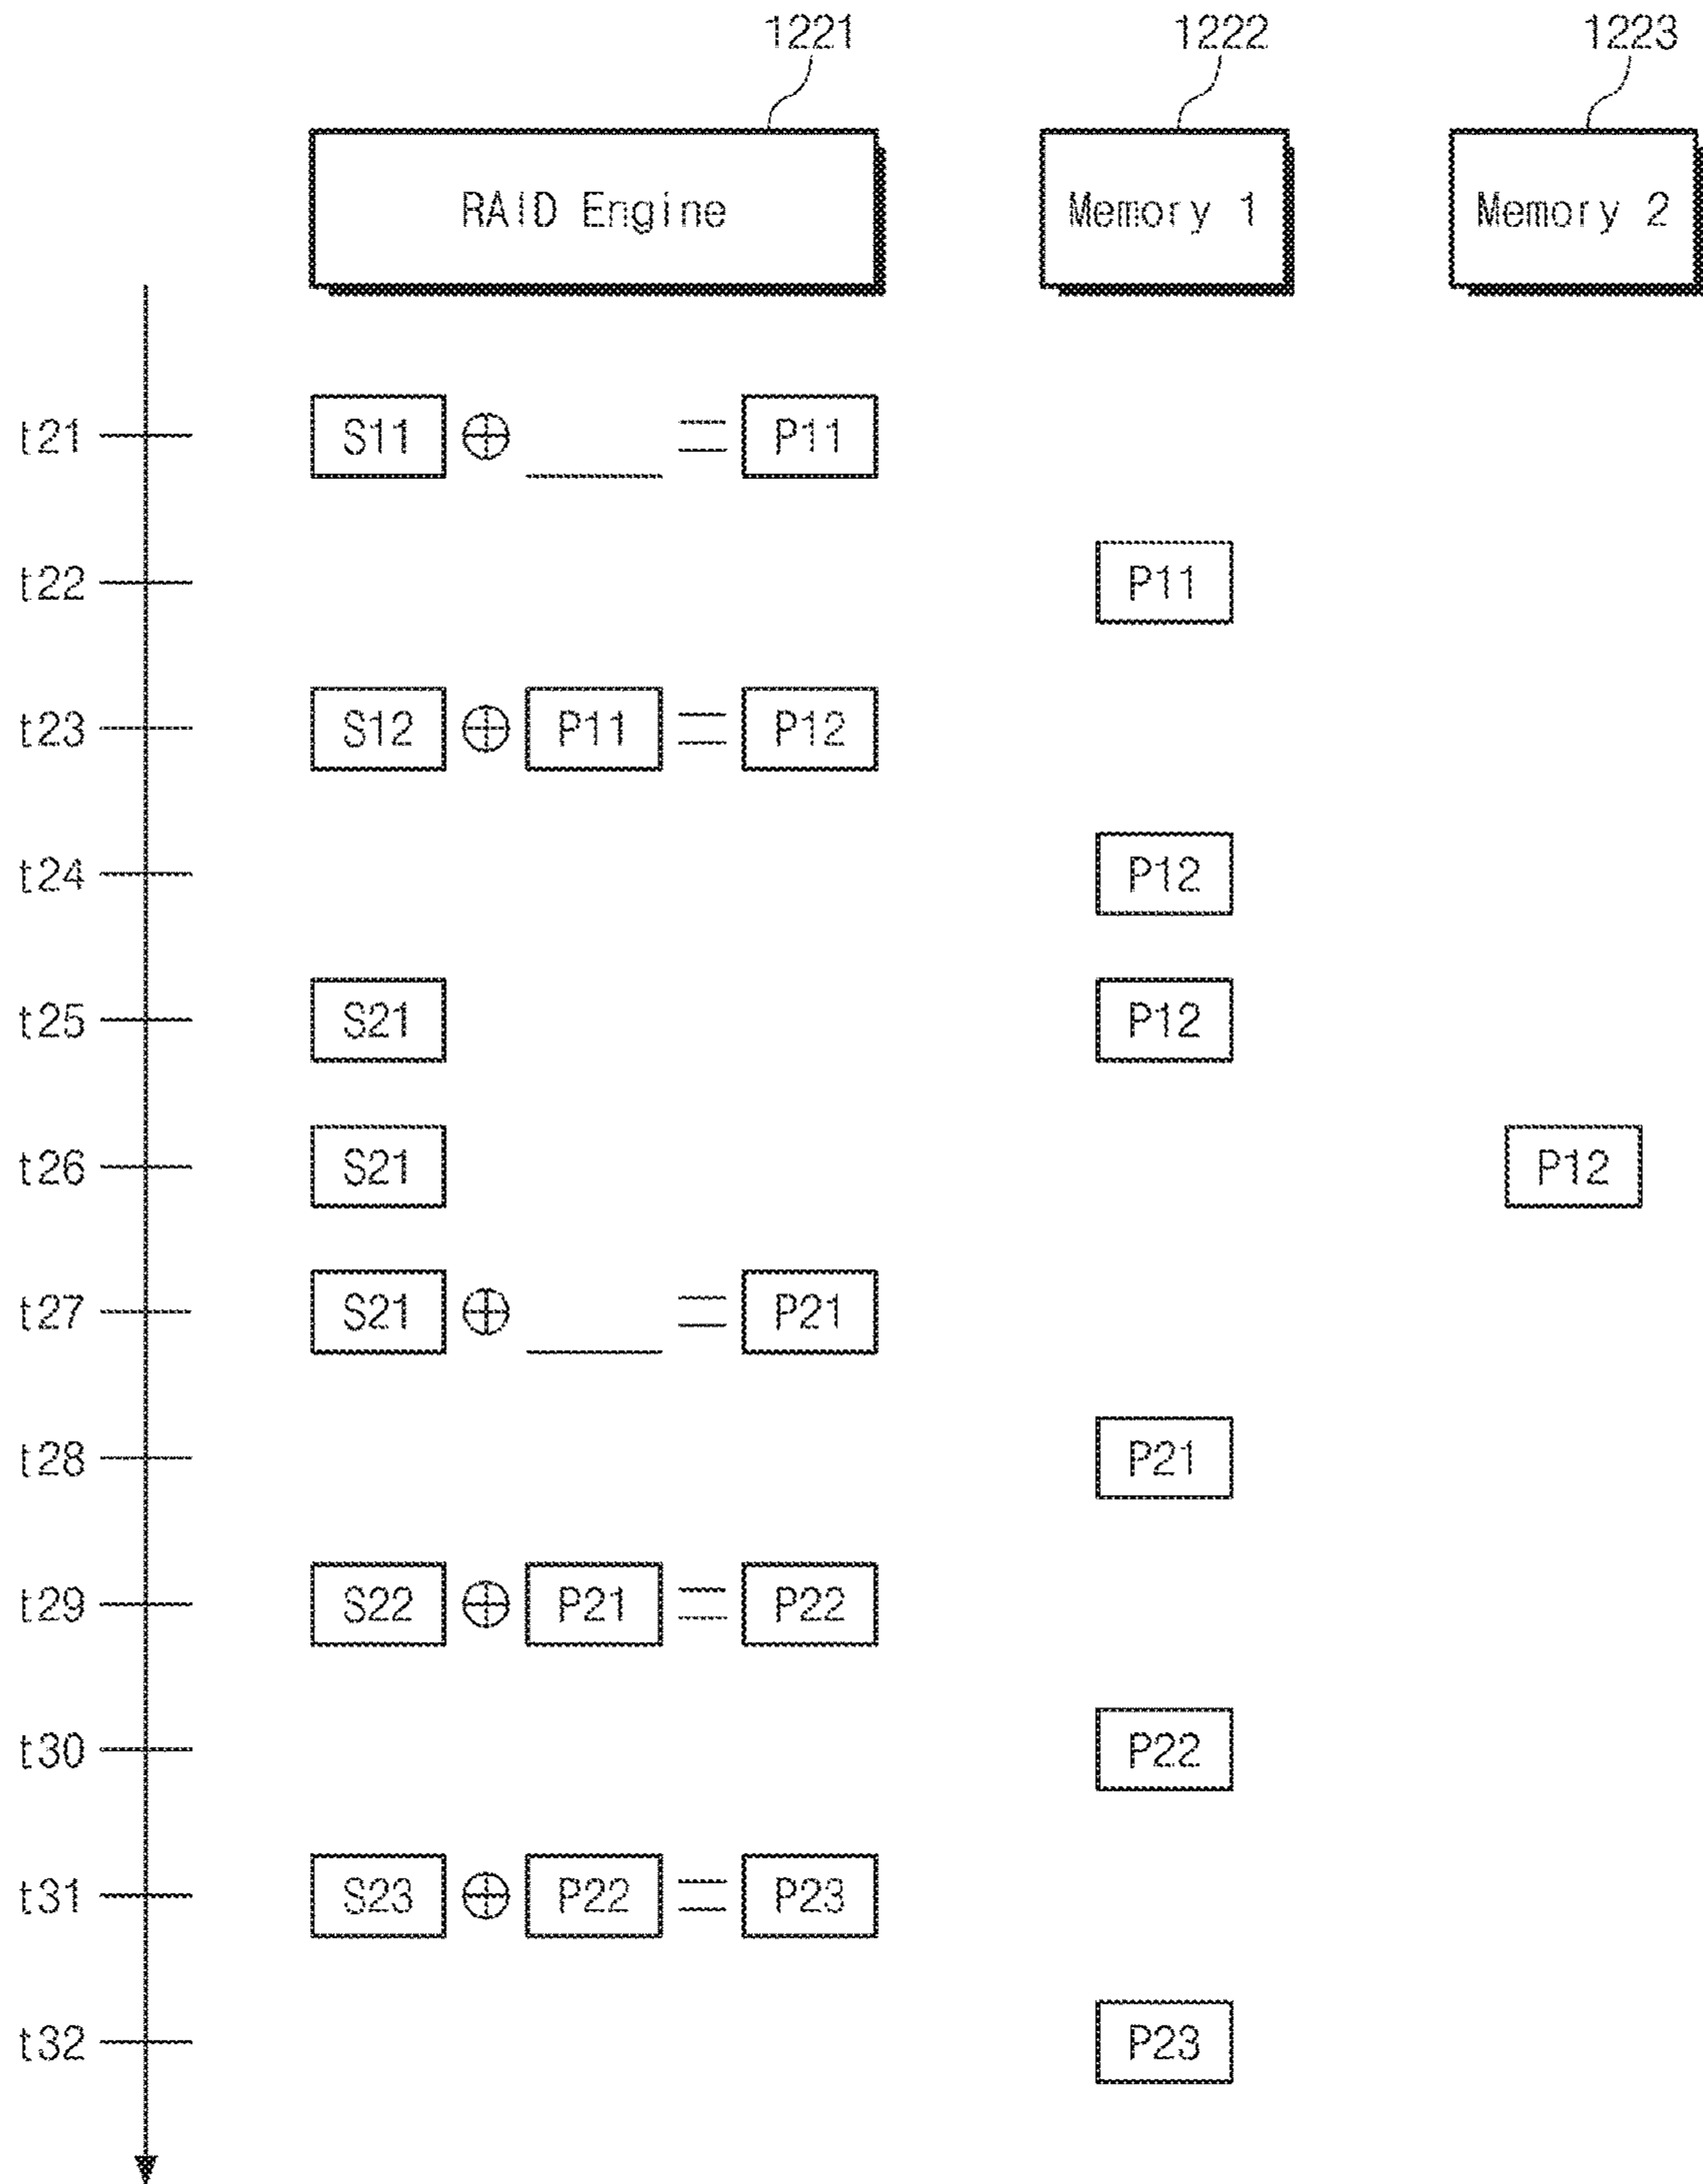 1221 1222 1223
RAID Engine Memory 1 Memory 2
t21 S11 ⊕ ____ = P11
t22 P11
t23 S12 ⊕ P11 = P12
t24 P12
t25 S21 P12
t26 S21 P12
t27 S21 ⊕ ____ = P21
t28 P21
t29 S22 ⊕ P21 = P22
t30 P22
t31 S23 ⊕ P22 = P23
t32 P23